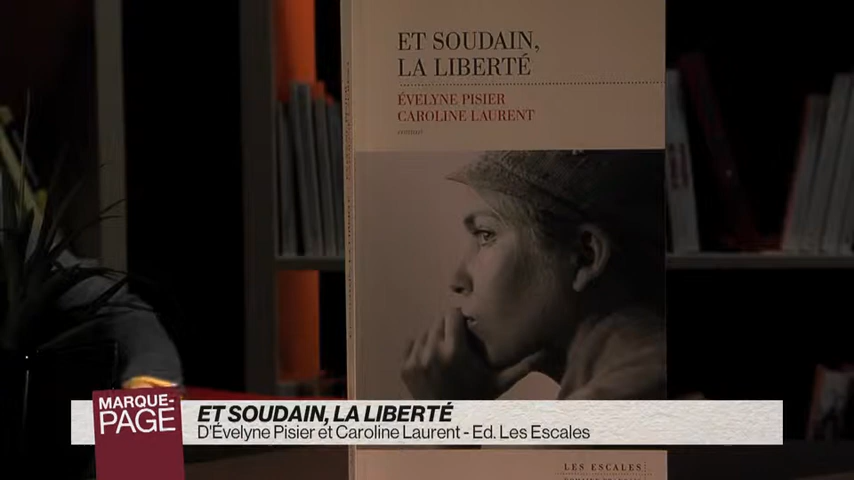 ET SOUDAIN,
LA LIBERTÉ
ÉVELYNE PISIER
CAROLINE LAURENT
roman
MARQUE-
PAGE
ET SOUDAIN, LA LIBERTÉ
D'Évelyne Pisier et Caroline Laurent - Ed. Les Escales
LES ESCALES